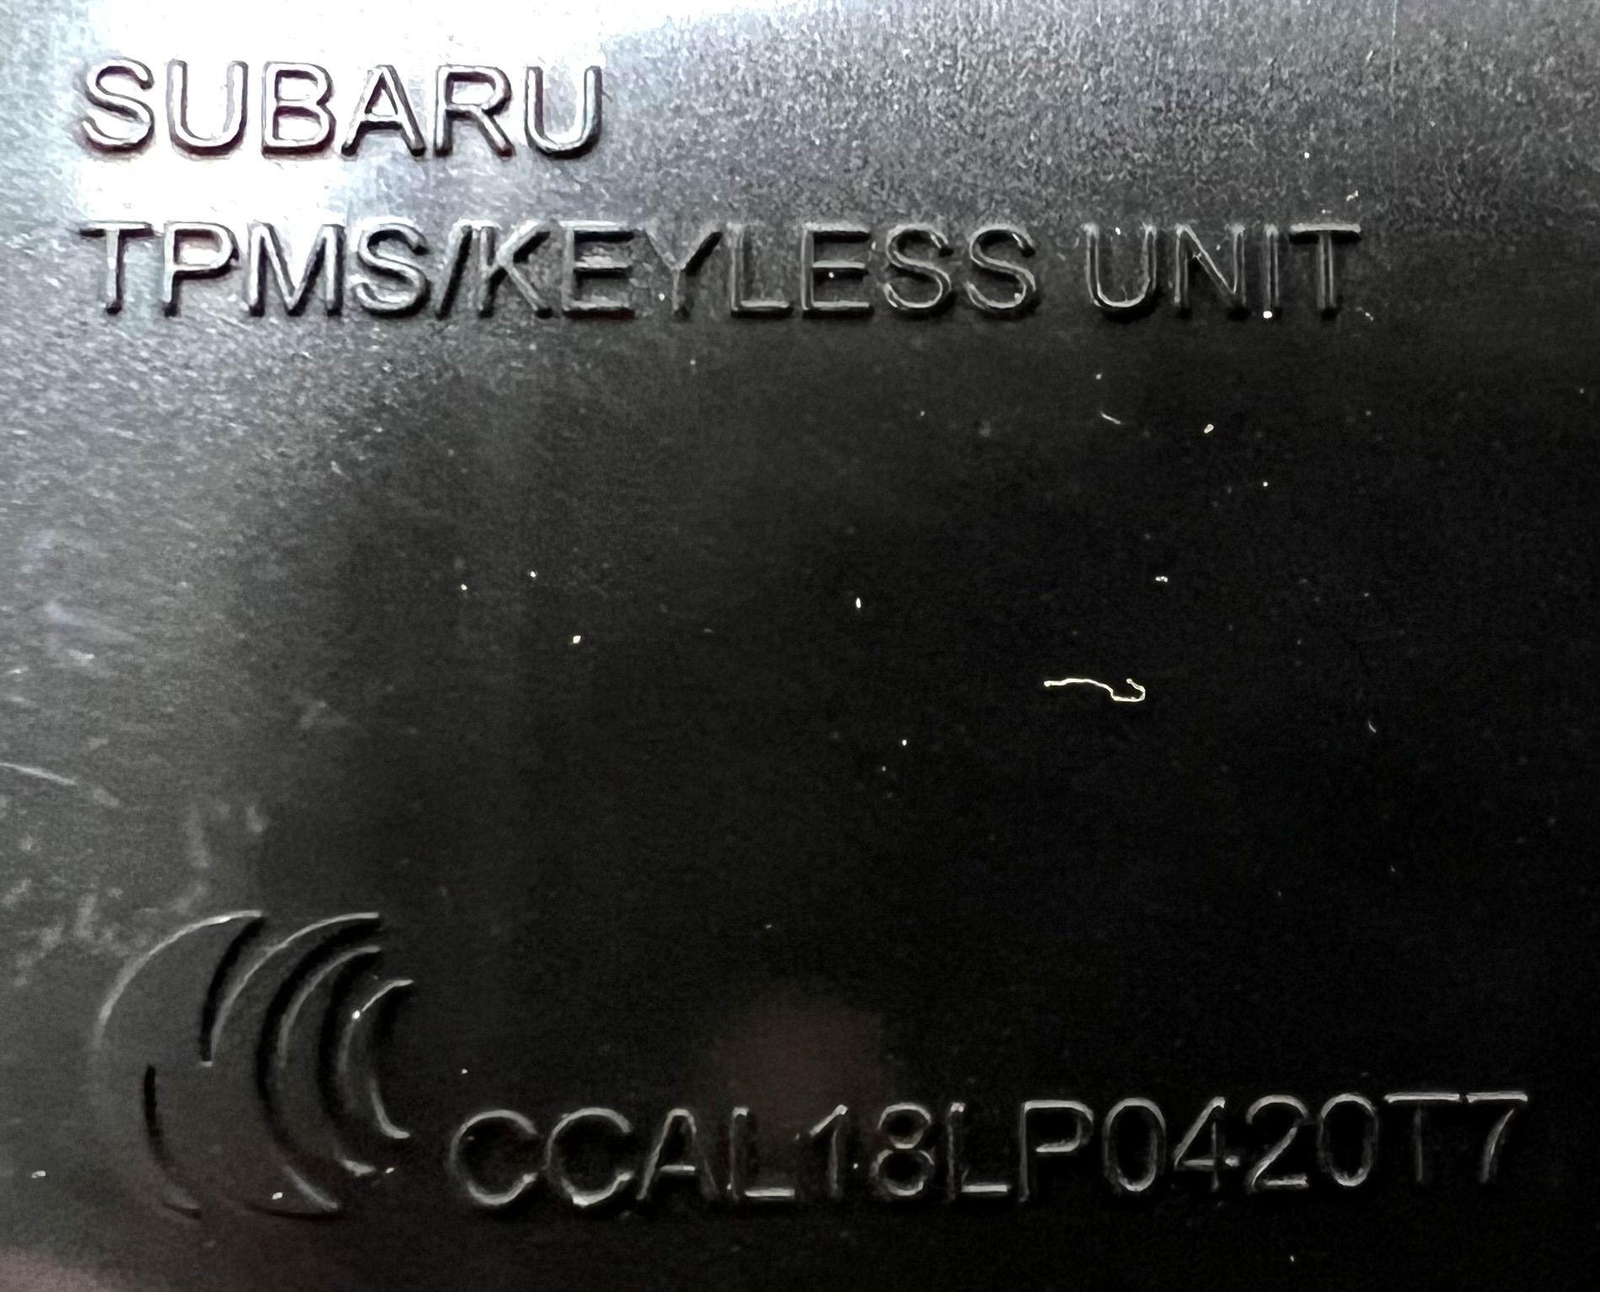 SUBARU
TPMS/KEYLESS UNIT
CCAL18LP0420T7